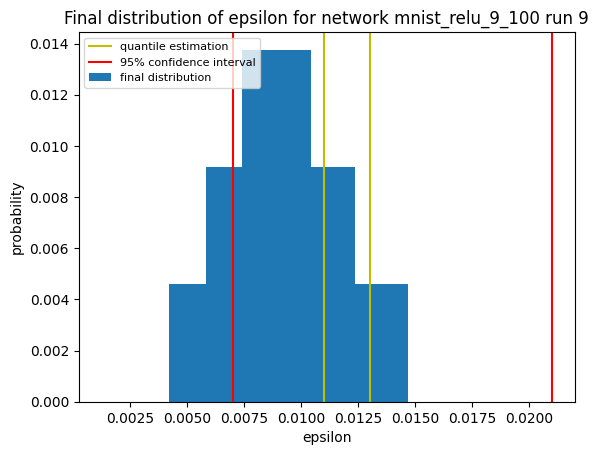 Final distribution of epsilon for network mnist_relu_9_100 run 9
quantile estimation
95% confidence interval
final distribution
0.014
0.012
0.010
0.008
0.006
0.004
0.002
0.000
probability
0.0025 0.0050 0.0075 0.0100 0.0125 0.0150 0.0175 0.0200
epsilon